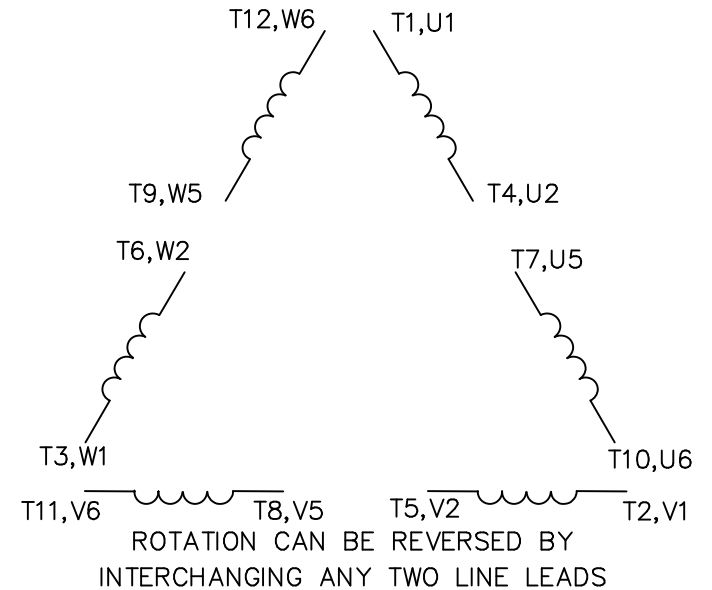 T12,W6
T1,U1
T9,W5
T4,U2
T6,W2
T7,U5
T3,W1
T10,U6
T11,V6
T8,V5
T5,V2
T2,V1
ROTATION CAN BE REVERSED BY
INTERCHANGING ANY TWO LINE LEADS